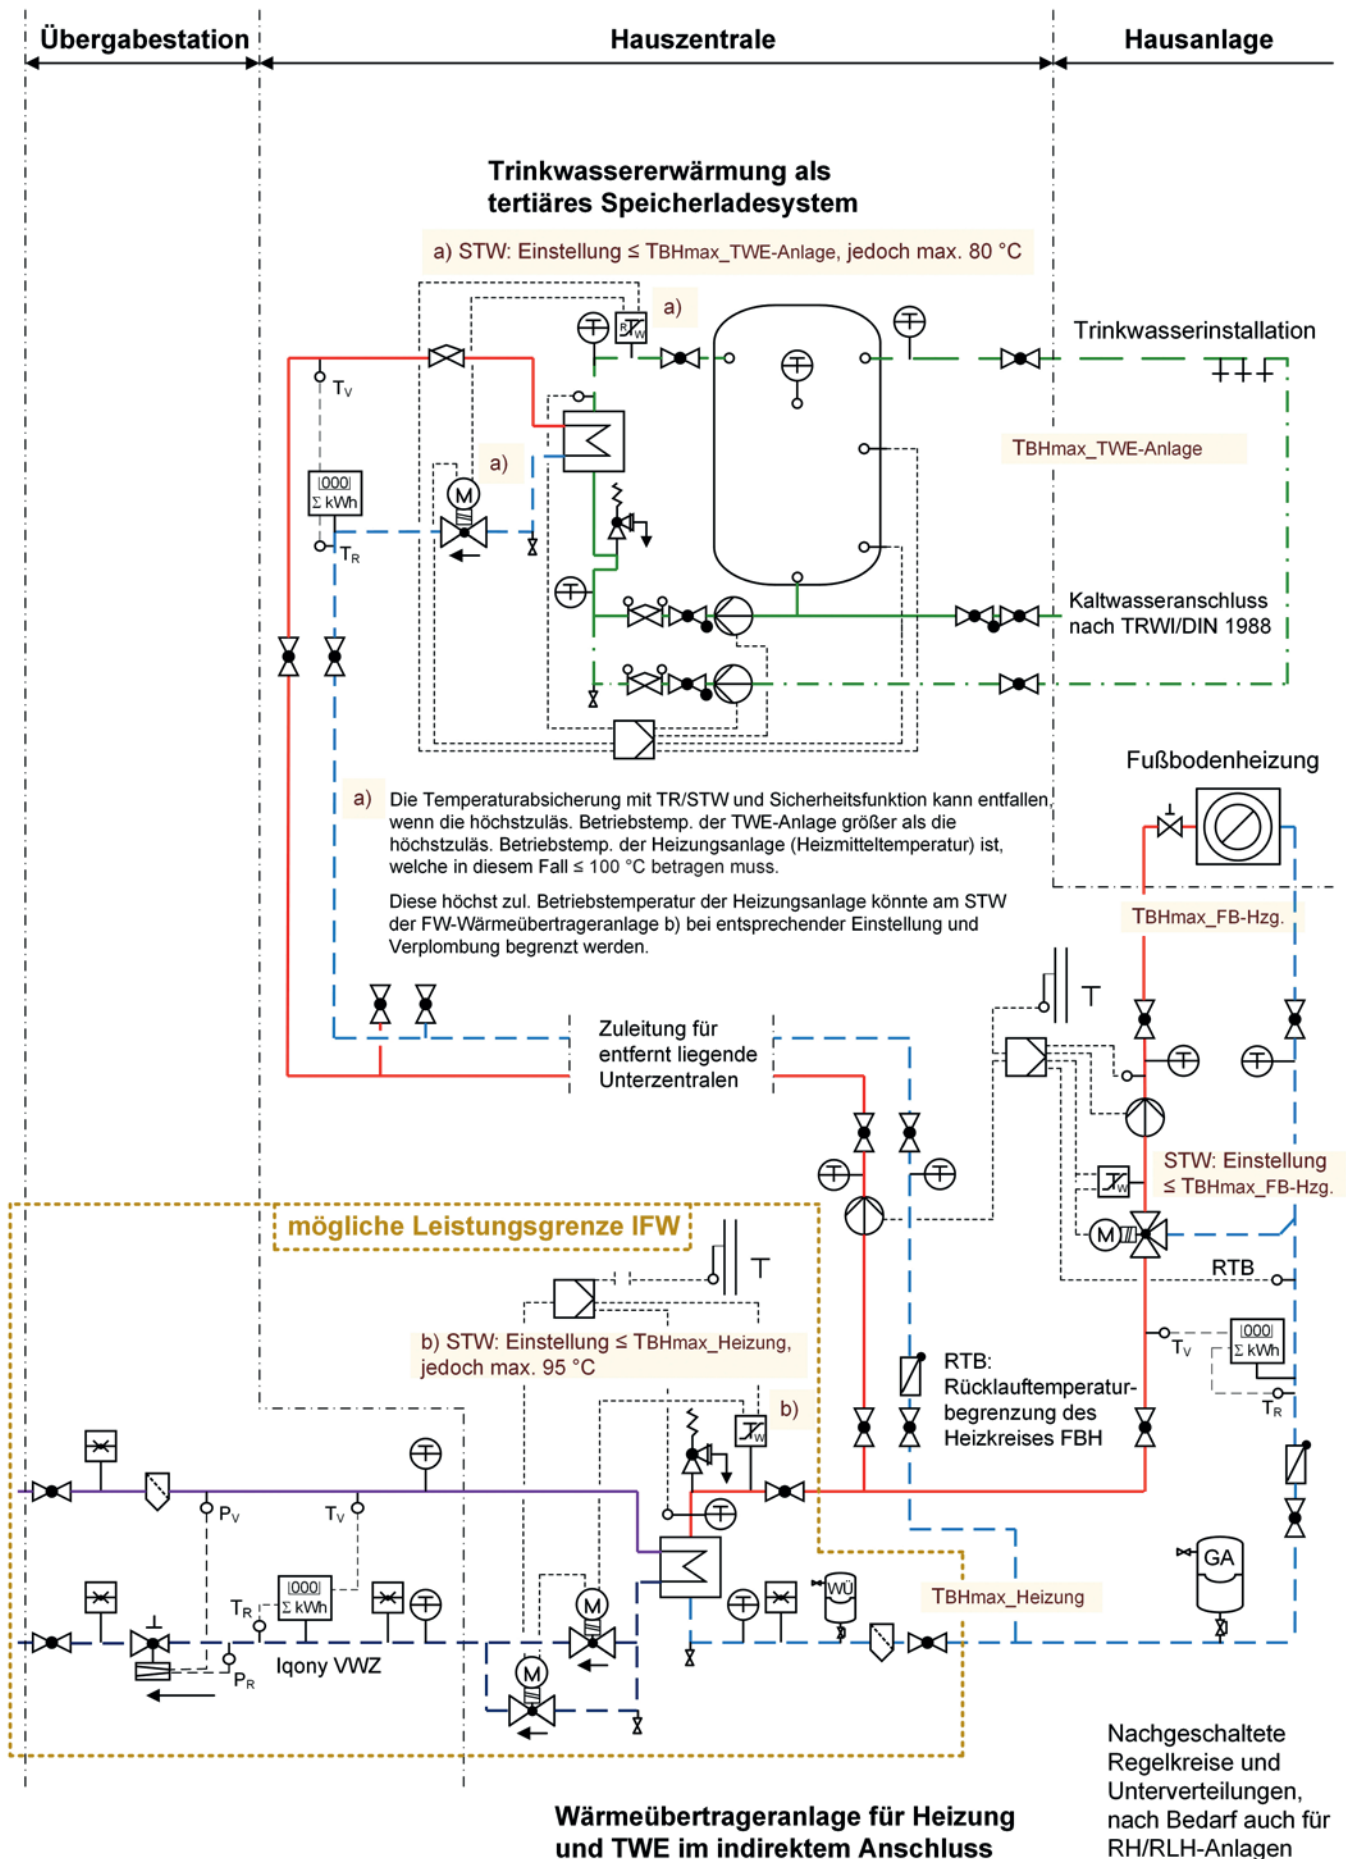 Übergabestation
Hauszentrale
Hausanlage
Trinkwassererwärmung als
tertiäres Speicherladesystem
a) STW: Einstellung ≤ TBHmax_TWE-Anlage, jedoch max. 80 °C
a)
R
W
Trinkwasserinstallation
T
T
T
TV
TBHmax_TWE-Anlage
a)
|000|
Σ kWh
M
TR
T
Kaltwasseranschluss
nach TRWI/DIN 1988
Fußbodenheizung
a) Die Temperaturabsicherung mit TR/STW und Sicherheitsfunktion kann entfallen,
wenn die höchstzuläs. Betriebstemp. der TWE-Anlage größer als die
höchstzuläs. Betriebstemp. der Heizungsanlage (Heizmitteltemperatur) ist,
welche in diesem Fall ≤ 100 °C betragen muss.
Diese höchst zul. Betriebstemperatur der Heizungsanlage könnte am STW
der FW-Wärmeübertrageranlage b) bei entsprechender Einstellung und
Verplombung begrenzt werden.
TBHmax_FB-Hzg.
T
Zuleitung für
entfernt liegende
Unterzentralen
T
T
T
T
STW: Einstellung
≤ TBHmax_FB-Hzg.
W
M
mögliche Leistungsgrenze IFW
T
RTB
b) STW: Einstellung ≤ TBHmax_Heizung,
jedoch max. 95 °C
TV
|000|
Σ kWh
TR
RTB:
Rücklauftemperatur-
begrenzung des
Heizkreises FBH
b)
W
T
PV
TV
T
GA
|000|
Σ kWh
TR
T
M
T
WÜ
TBHmax_Heizung
Iqony VWZ
PR
M
Nachgeschaltete
Regelkreise und
Unterverteilungen,
nach Bedarf auch für
RH/RLH-Anlagen
Wärmeübertrageranlage für Heizung
und TWE im indirektem Anschluss